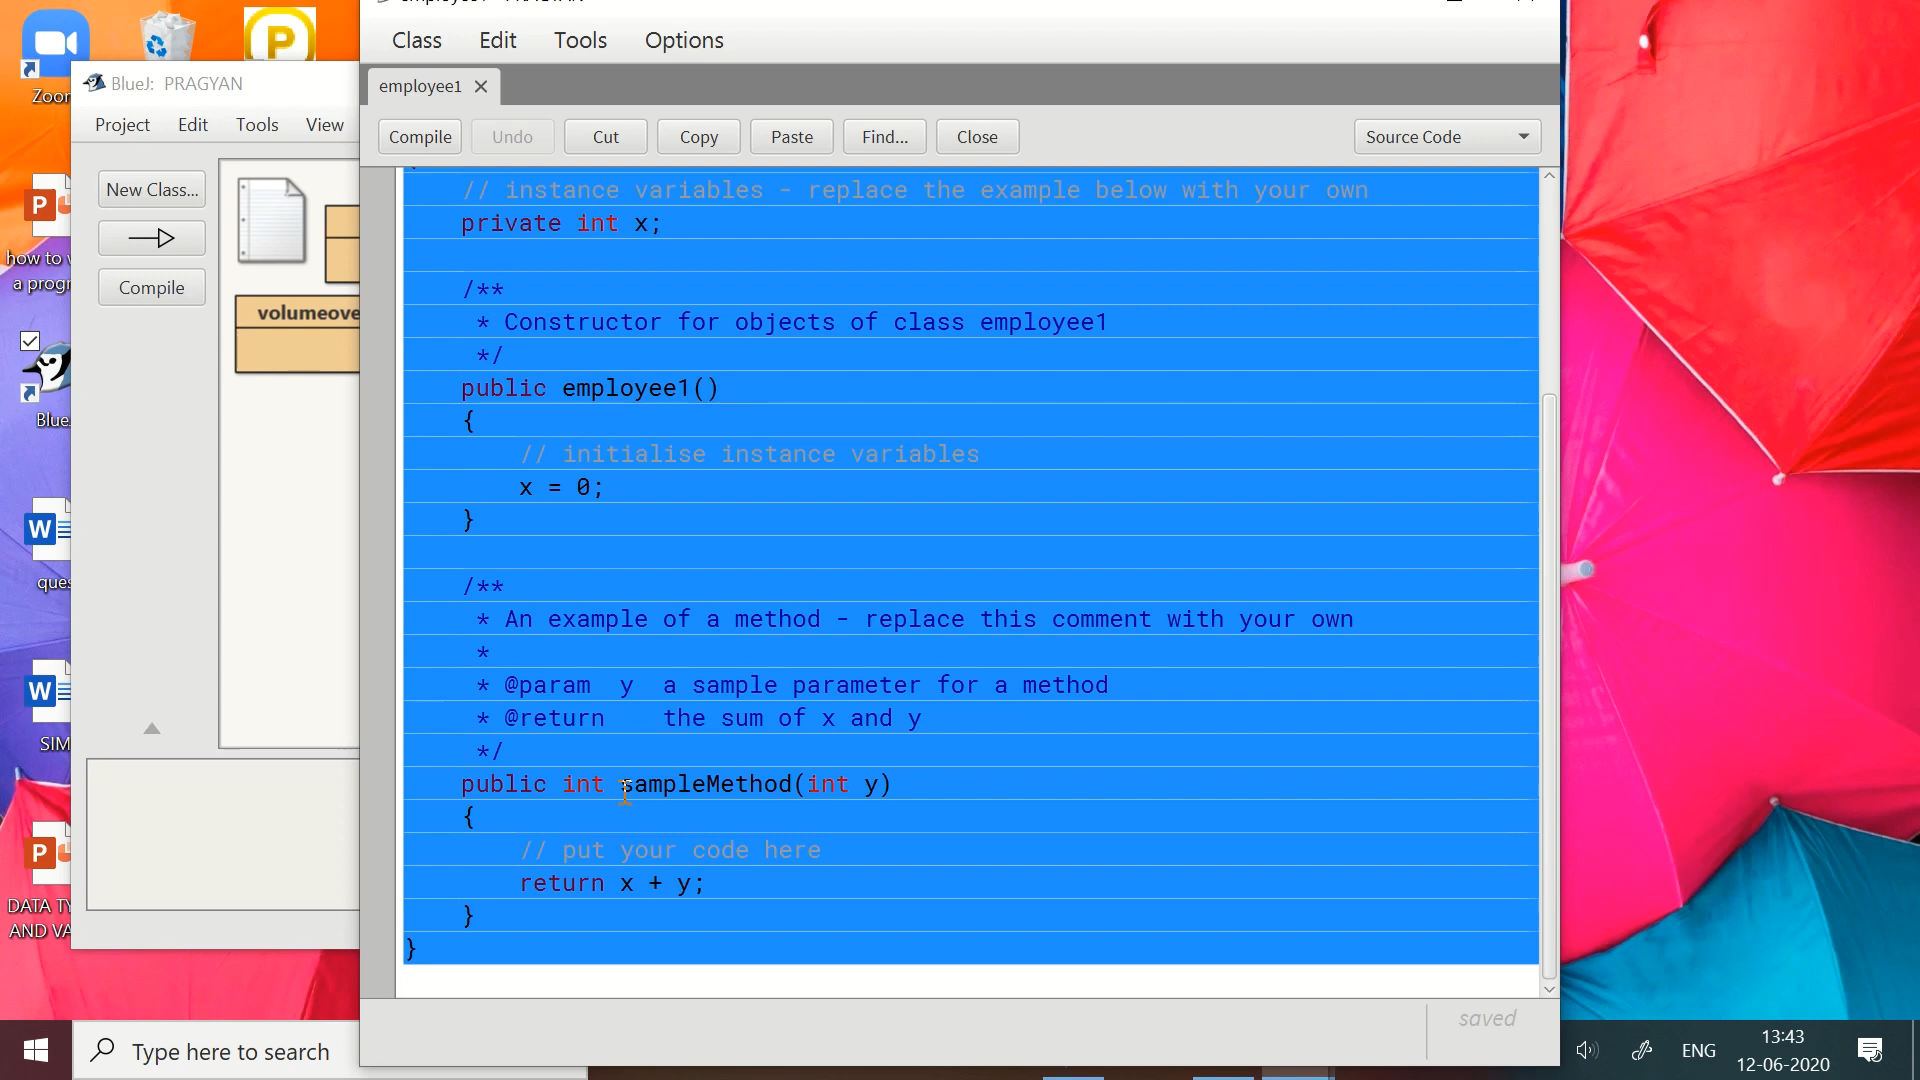 Class Edit Tools Options
Zoom
BlueJ: PRAGYAN
employee1
Project Edit Tools View
Compile Undo Cut Copy Paste Find... Close Source Code
New Class...
// instance variables - replace the example below with your own
private int x;
how to
a progr
Compile
volumeove
/**
* Constructor for objects of class employee1
*/
public employee1()
{
// initialise instance variables
x = 0;
}
Blue
ques
/**
* An example of a method - replace this comment with your own
*
* @param y a sample parameter for a method
* @return the sum of x and y
*/
public int sampleMethod(int y)
{
// put your code here
return x + y;
}
}
SIM
DATA TY
AND VA
saved
Type here to search
ENG
13:43
12-06-2020